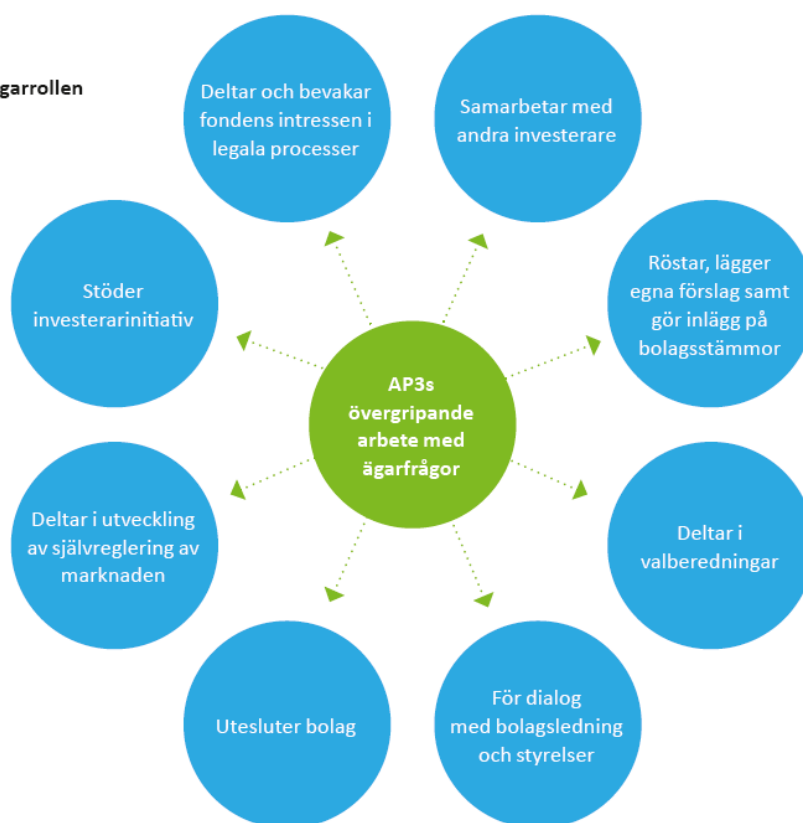 garrollen
Deltar och bevakar
fondens intressen i
legala processer
Samarbetar med
andra investerare
Röstar, lägger
egna förslag samt
gör inlägg på
bolagsstämmor
Deltar i
valberedningar
För dialog
med bolagsledning
och styrelser
Utesluter bolag
Deltar i utveckling
av självreglering av
marknaden
Stöder
investerarinitiativ
AP3s
övergripande
arbete med
ägarfrågor